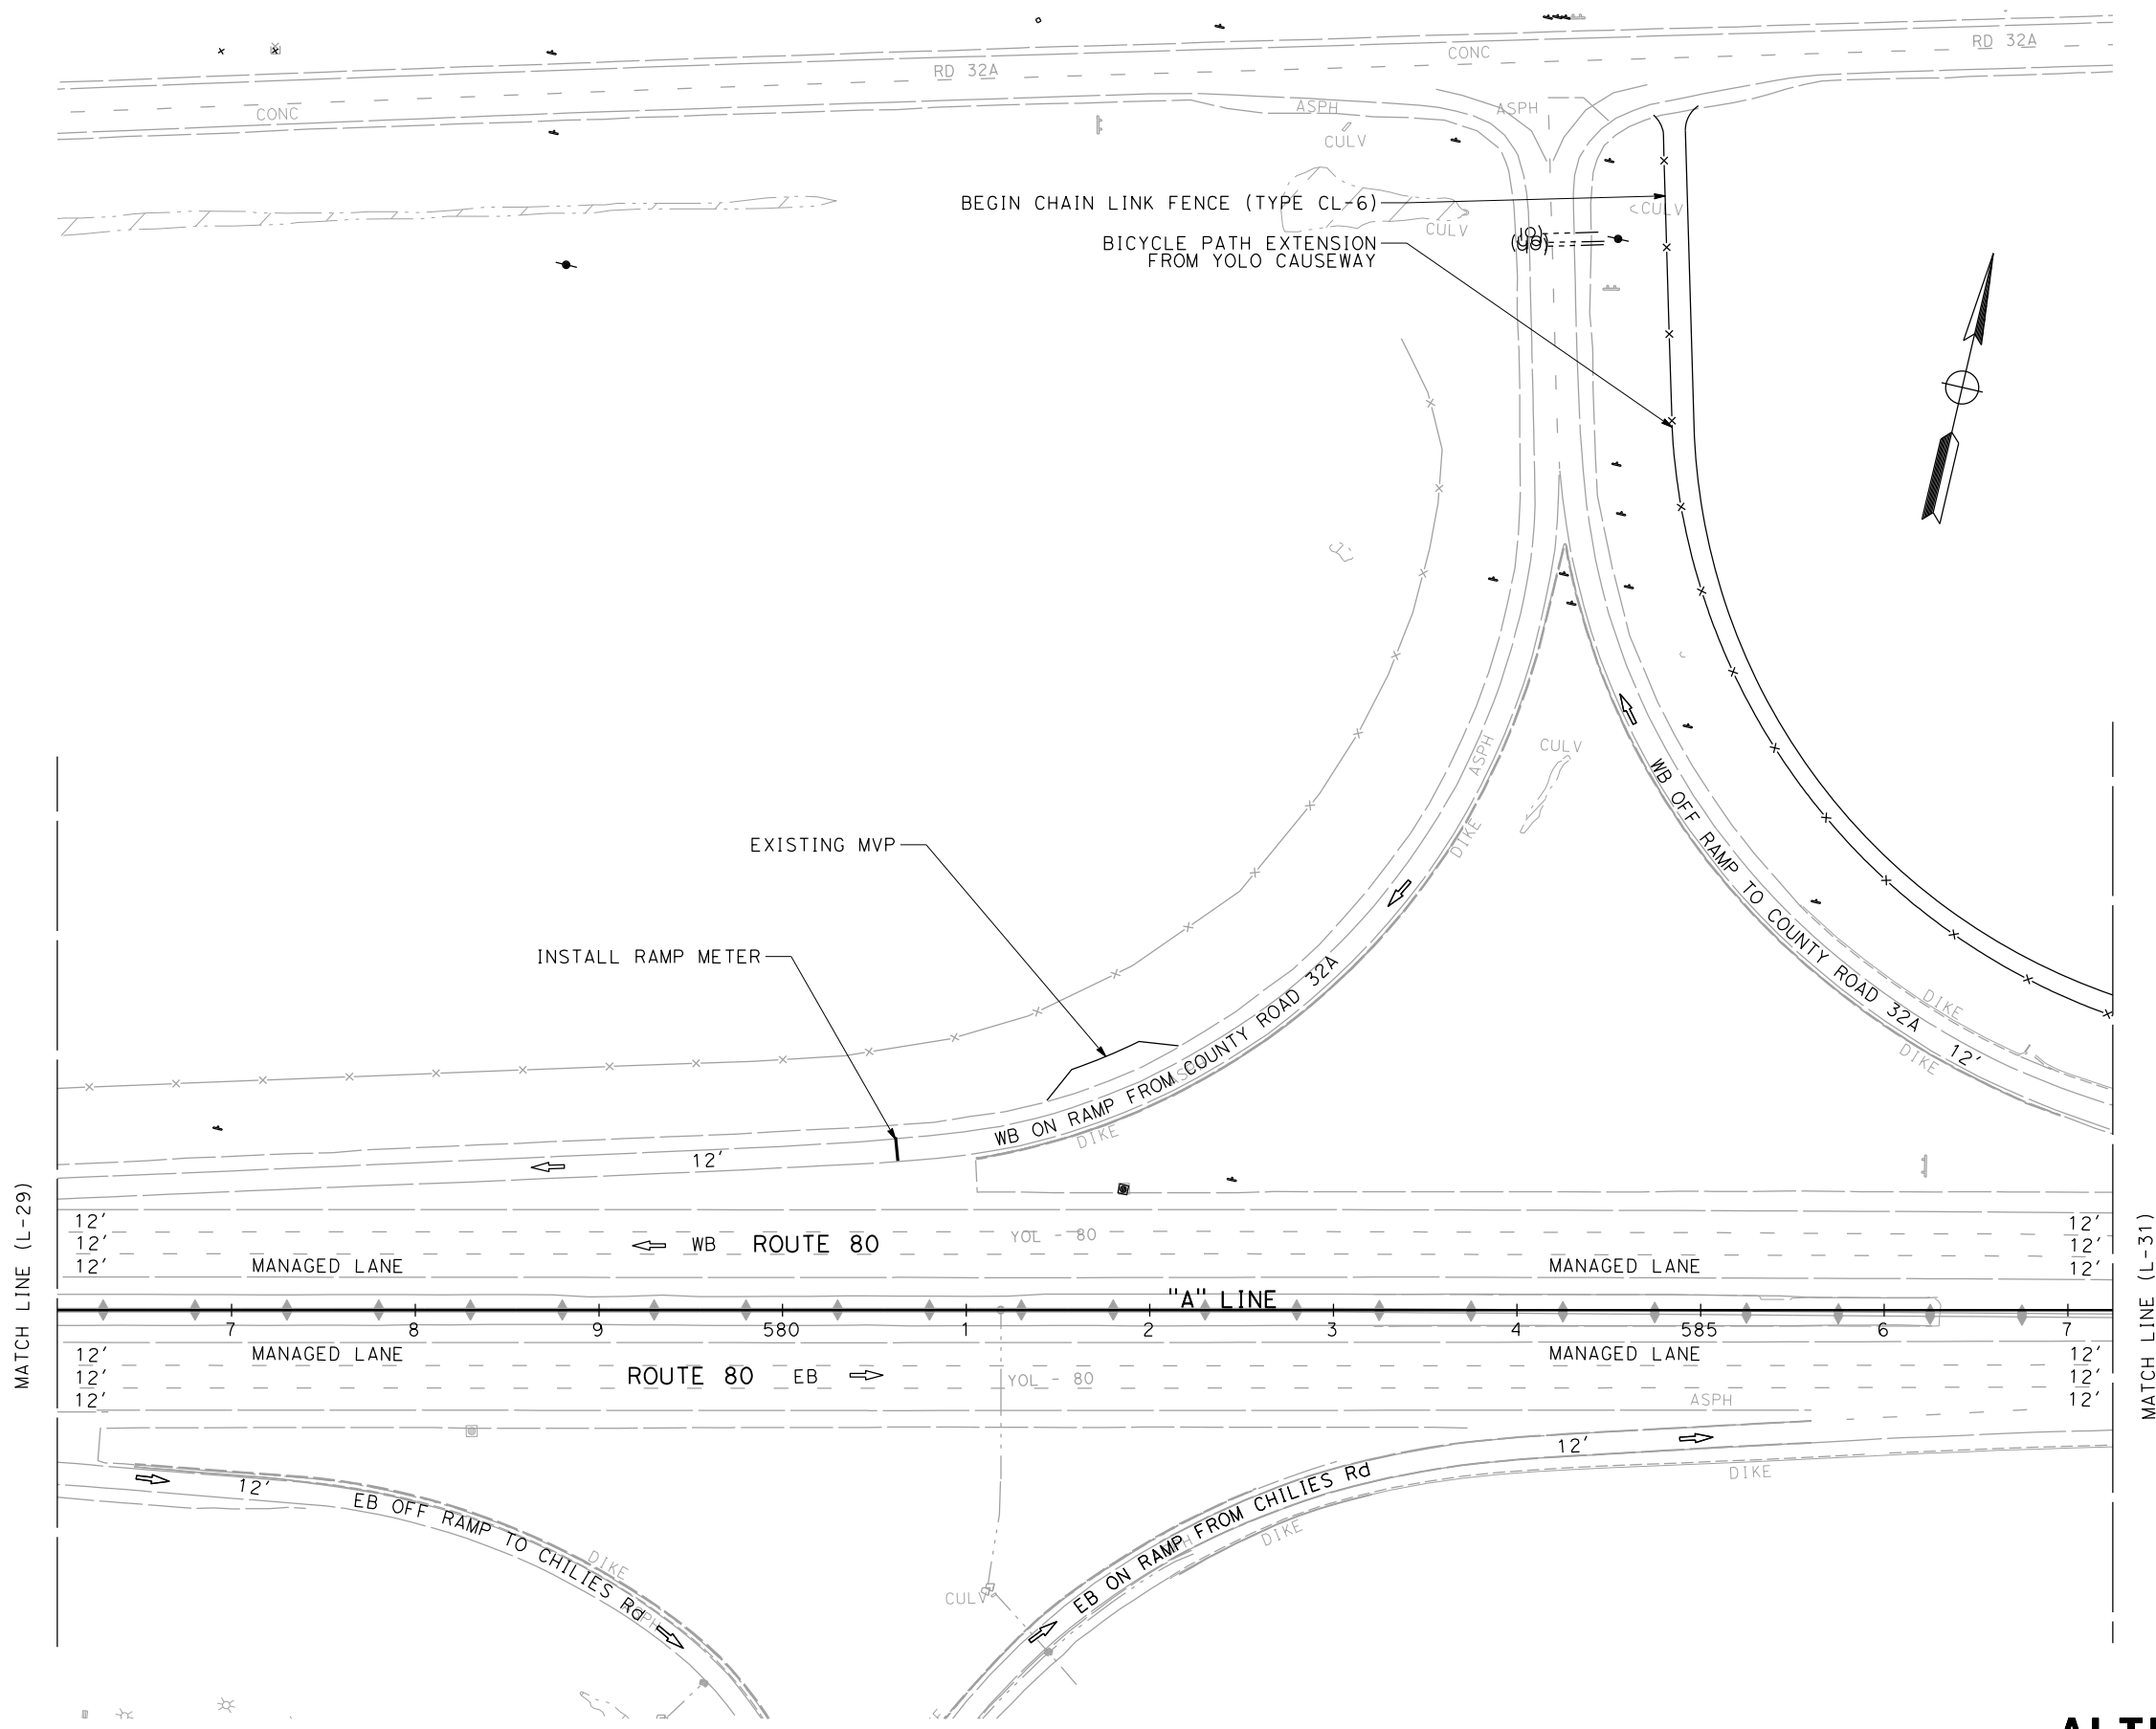 RD 32A
CONC
CONC
RD 32A
ASPH
ASPH
CULV
CULV
<CULV
BEGIN CHAIN LINK FENCE (TYPE CL-6)
BICYCLE PATH EXTENSION
FROM YOLO CAUSEWAY
CULV
ASPH
DIKE
WB OFF RAMP TO COUNTY ROAD 32A
12'
DIKE
DIKE
EXISTING MVP
INSTALL RAMP METER
WB ON RAMP FROM COUNTY ROAD 32A
DIKE
12'
MATCH LINE (L-29)
MATCH LINE (L-31)
12'
12'
12'
WB ROUTE 80
YOL - 80
MANAGED LANE
MANAGED LANE
12'
12'
12'
"A" LINE
7 8 9 580 1 2 3 4 585 6 7
12'
12'
12'
MANAGED LANE
MANAGED LANE
ROUTE 80 EB
YOL - 80
12'
12'
12'
ASPH
12'
DIKE
12'
EB OFF RAMP TO CHILIES Rd
DIKE
EB ON RAMP FROM CHILIES Rd
DIKE
CULV